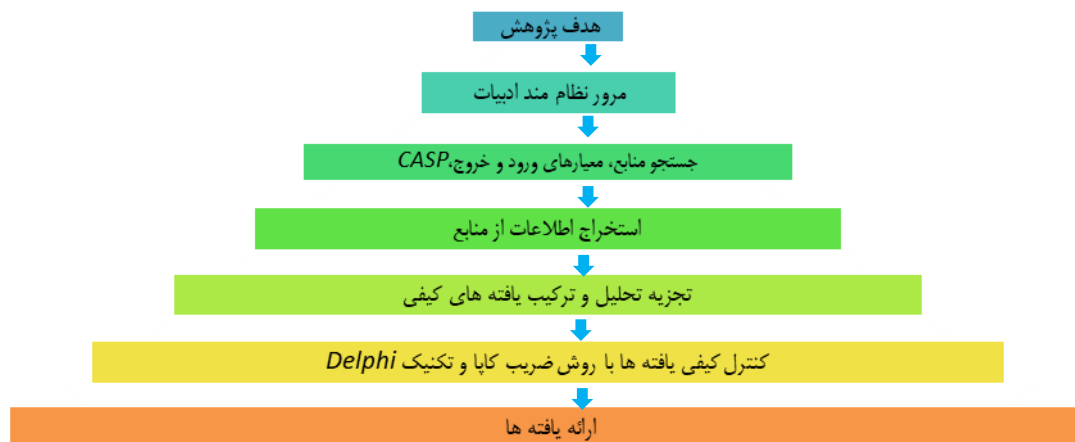 هدف پژوهش
مرور نظام مند ادبیات
جستجو منابع، معیارهای ورود و خروج،CASP
استخراج اطلاعات از منابع
تجزیه تحلیل و ترکیب یافته های کیفی
کنترل کیفی یافته ها با روش ضریب کاپا و تکنیک Delphi
ارائه یافته ها